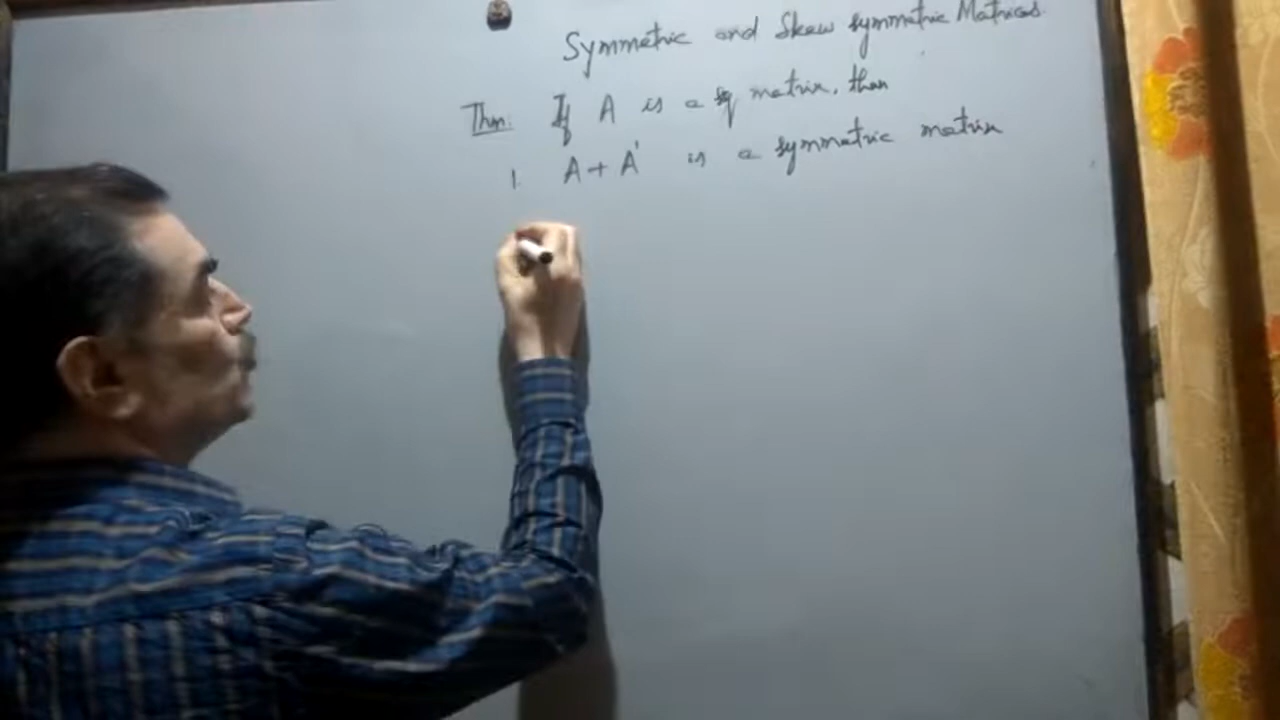 Symmetric and Skew symmetric Matrices
Thm: If A is a sq matrix, then
1. A + A' is a symmetric matrix